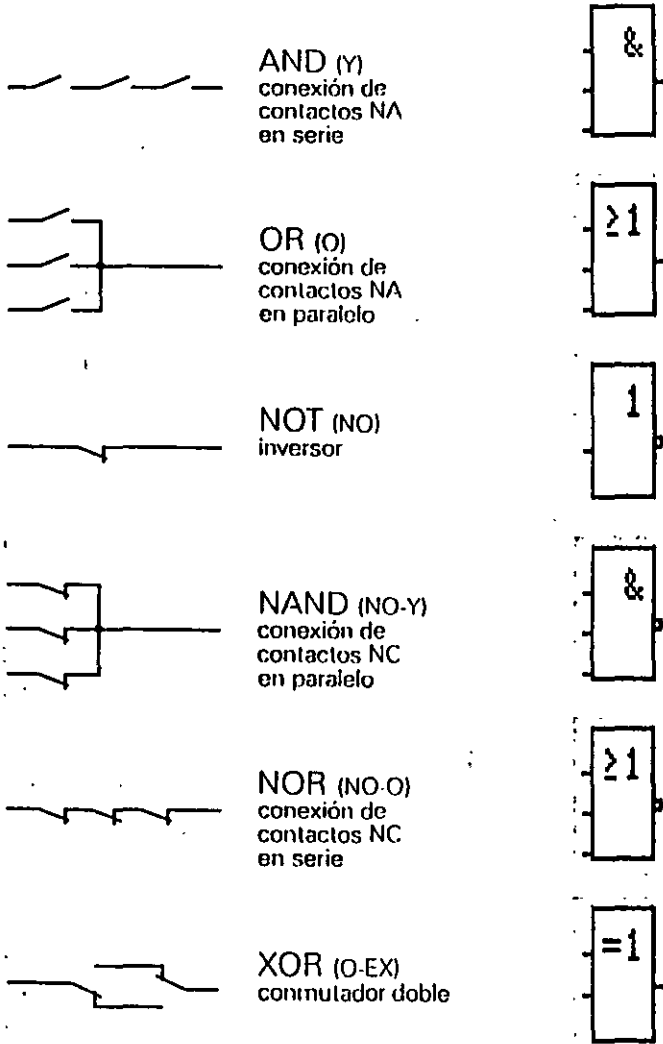 AND (Y)
conexión de
contactos NA
en serie
&
OR (O)
conexión de
contactos NA
en paralelo
≥1
NOT (NO)
inversor
1
NAND (NO-Y)
conexión de
contactos NC
en paralelo
&
NOR (NO-O)
conexión de
contactos NC
en serie
≥1
XOR (O-EX)
conmutador doble
=1